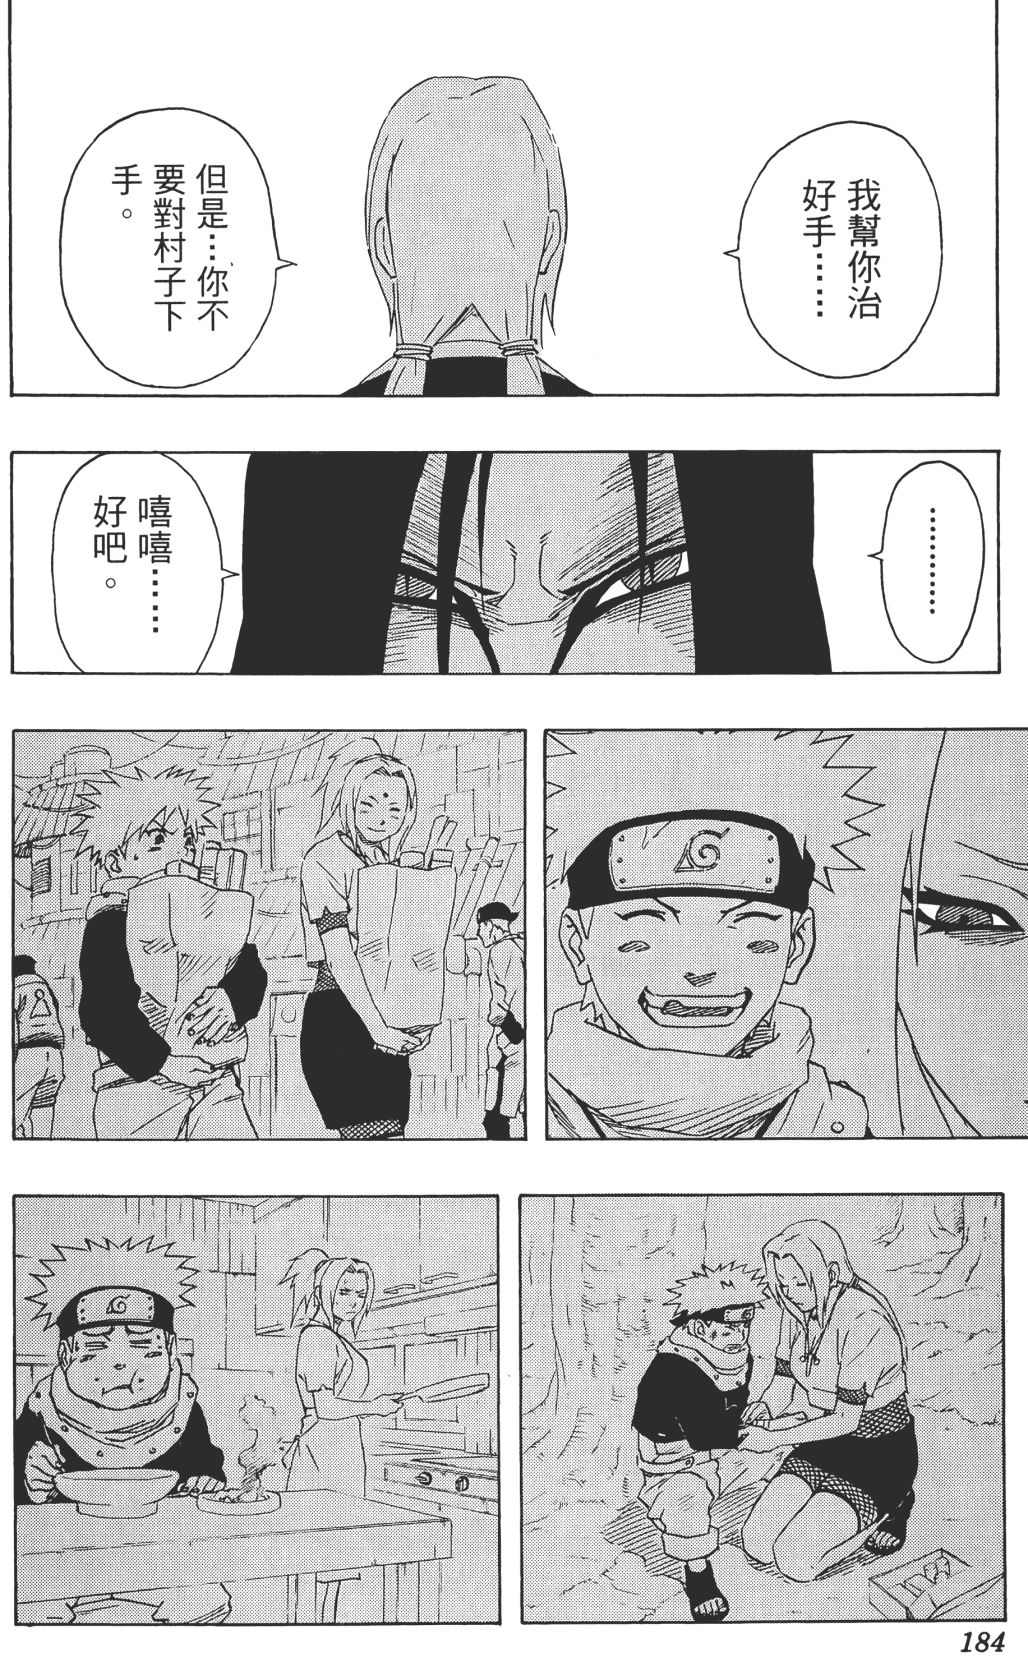 我幫你治
好手……
但是…你不
要對村子下
手。
…………
嘻嘻……
好吧。
184